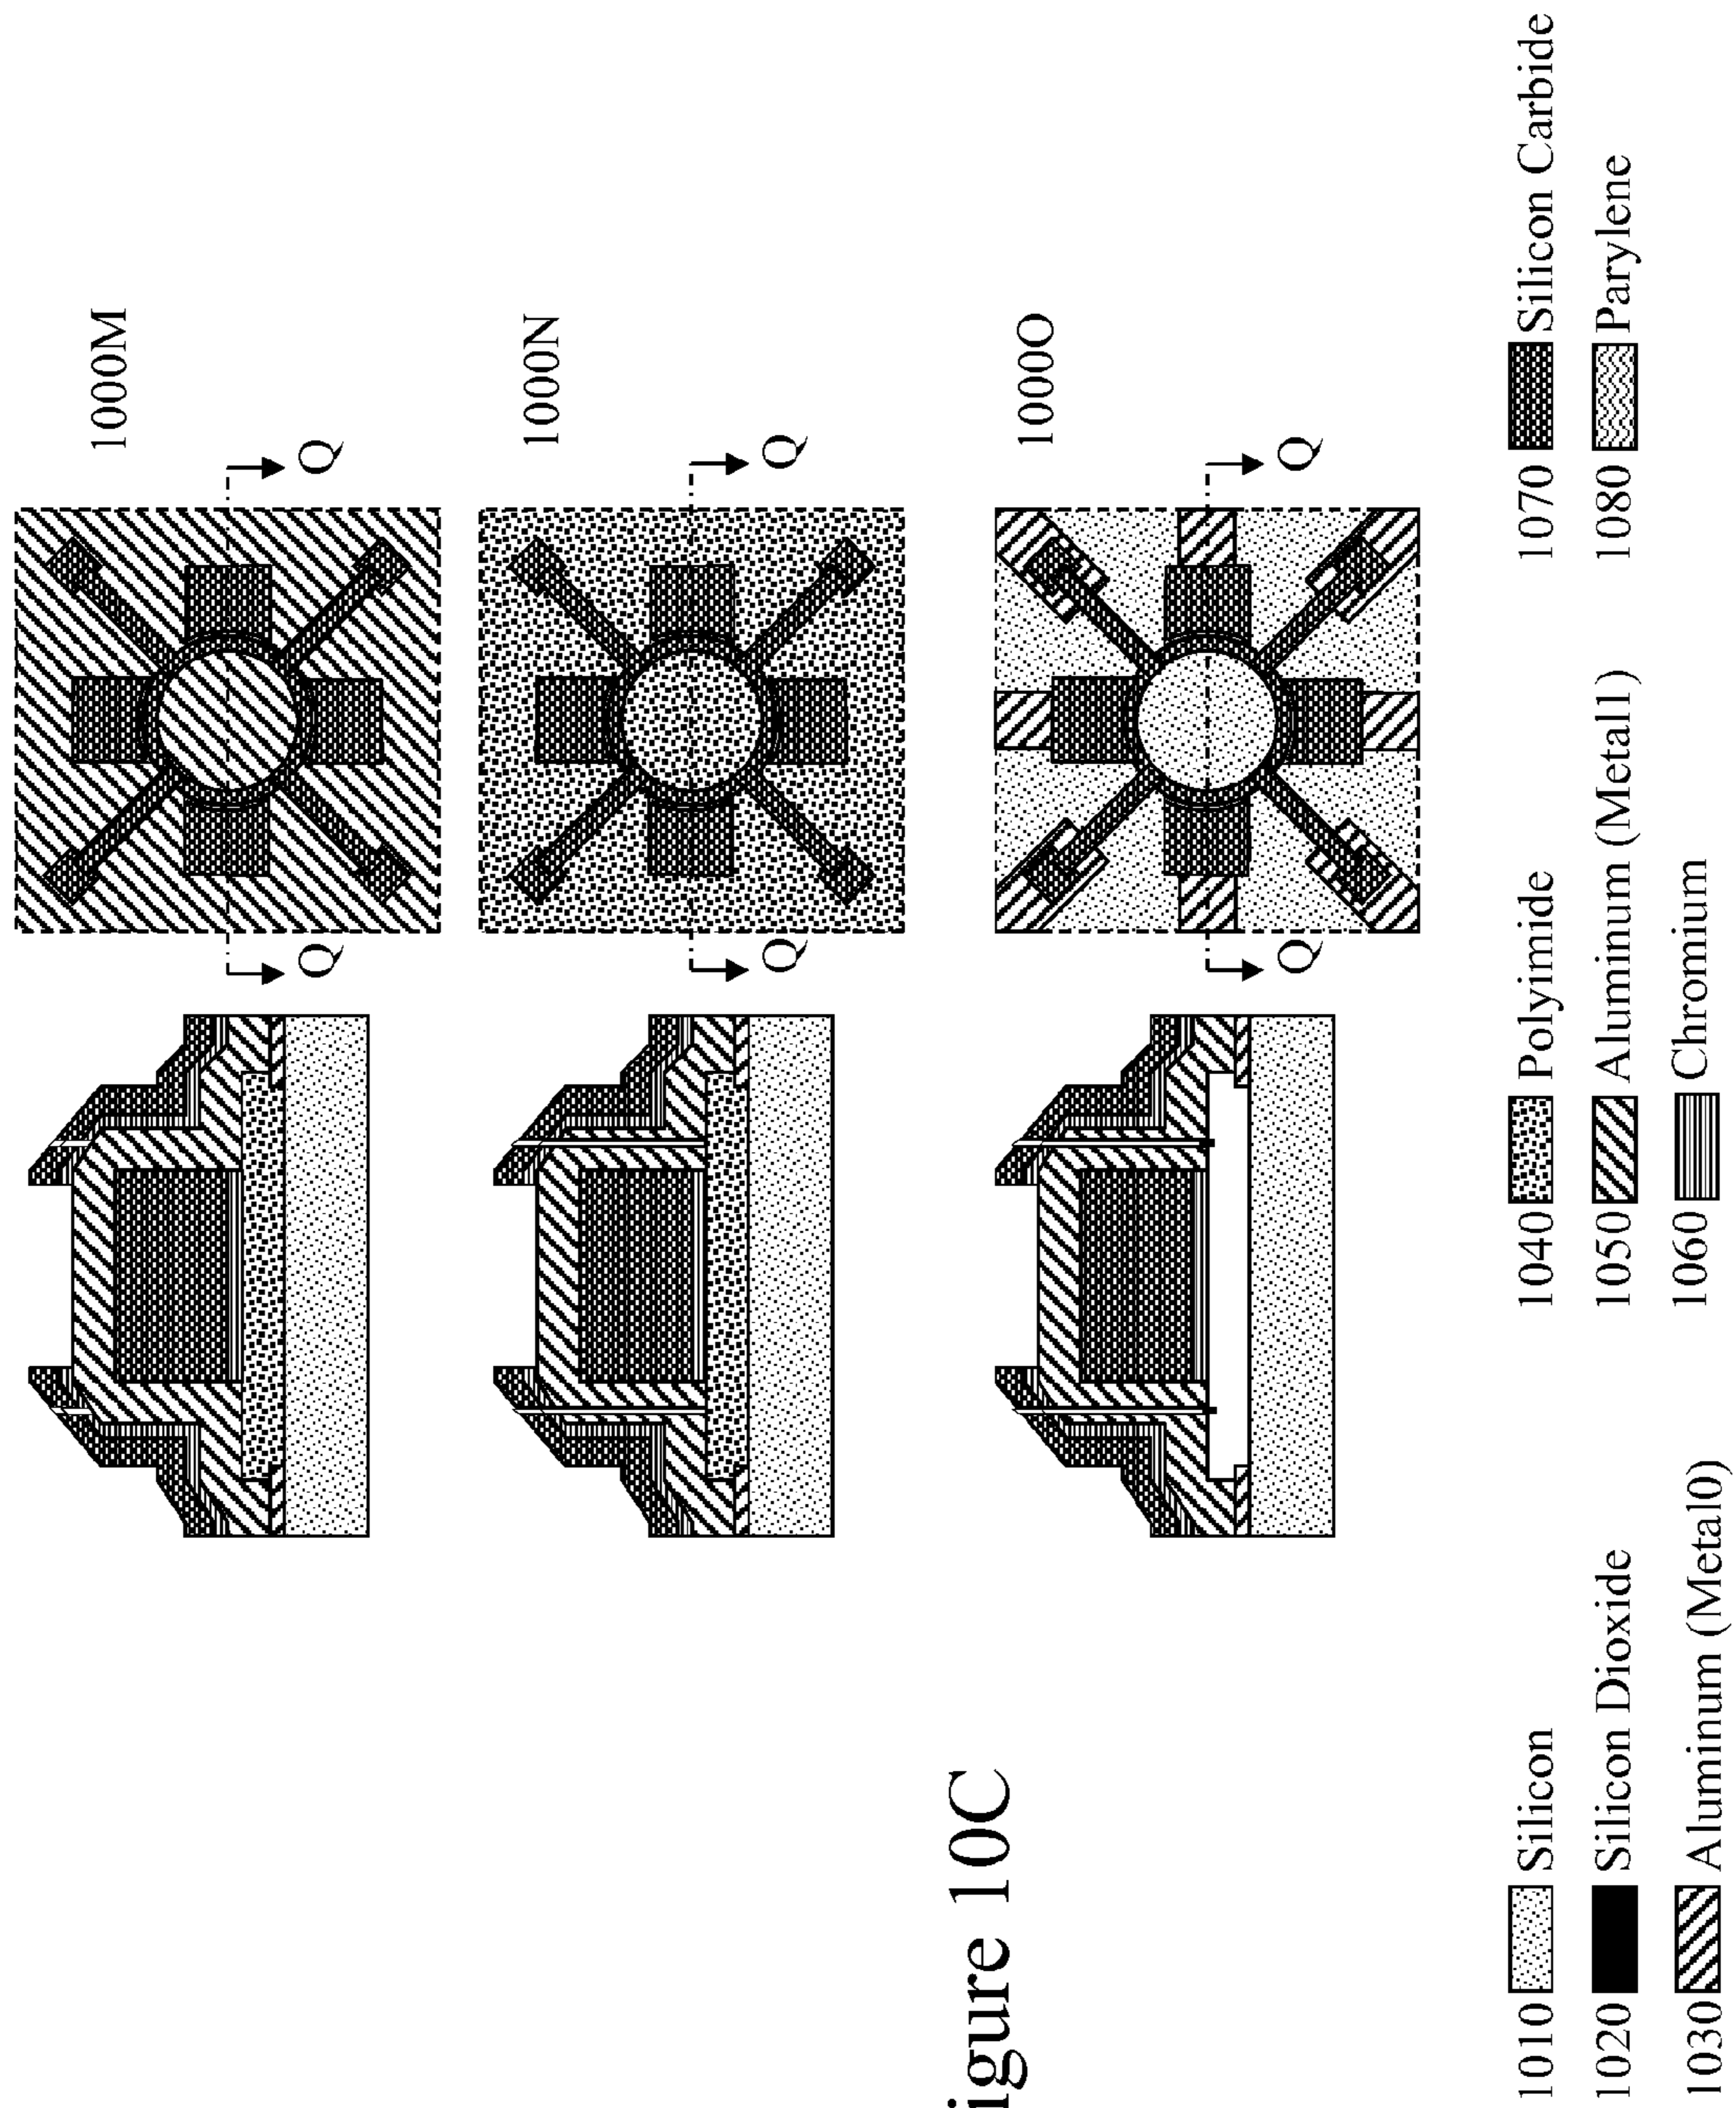 1000M
Q
Q
1000N
Q
Q
1000O
Q
Q
igure 10C
1010 Silicon
1020 Silicon Dioxide
1030 Aluminum (Metal0)
1040 Polyimide
1050 Aluminum (Metal1)
1060 Chromium
1070 Silicon Carbide
1080 Parylene